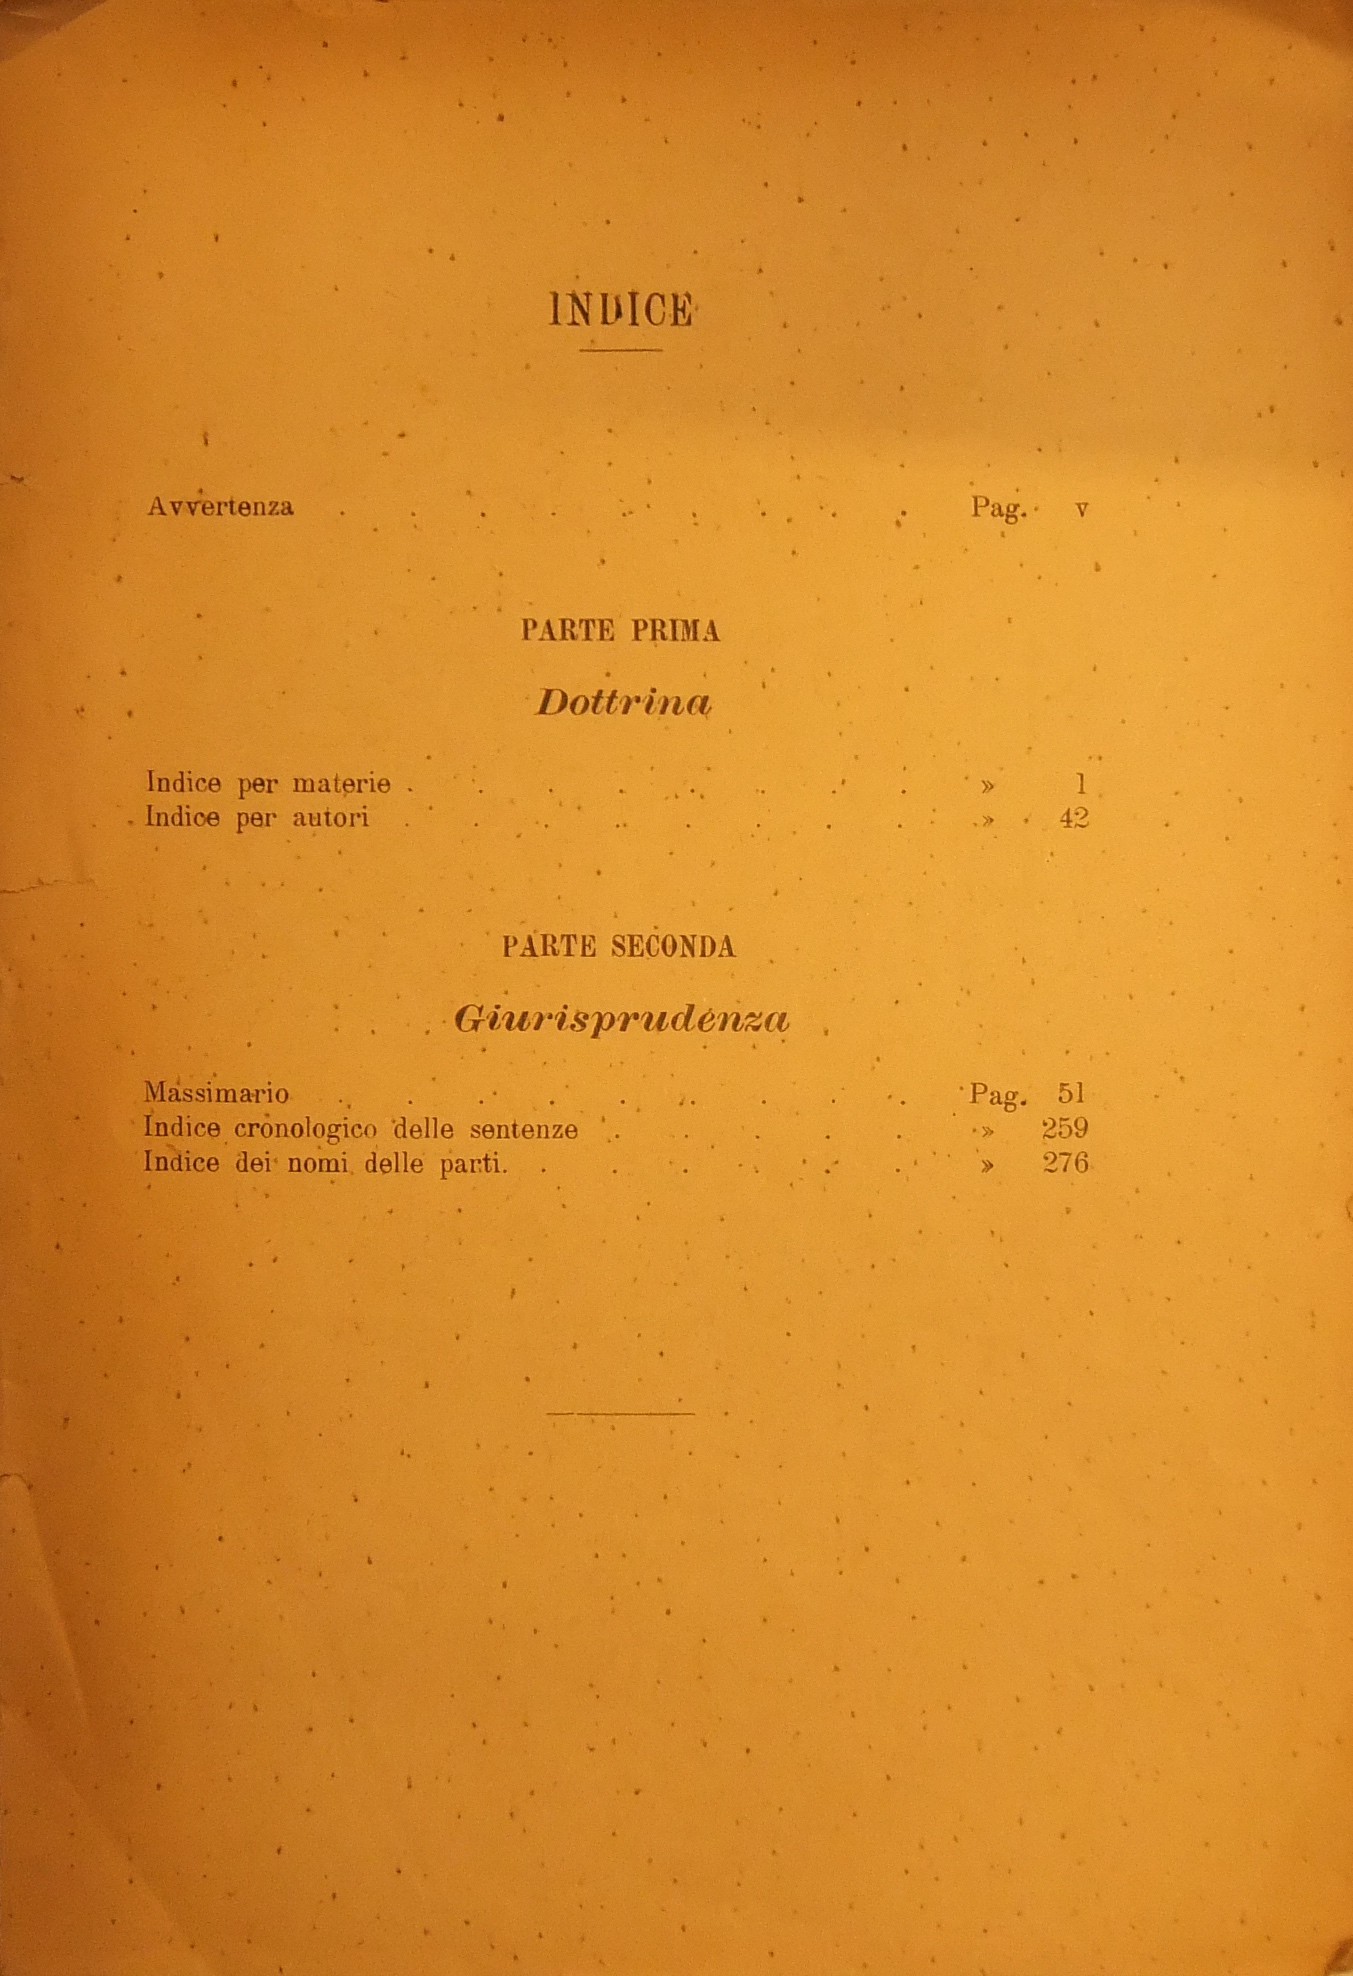 INDICE
Avvertenza . . . . . . . . . Pag. v
PARTE PRIMA
Dottrina
Indice per materie . . . . . . . . » 1
Indice per autori . . . . . . . . » 42
PARTE SECONDA
Giurisprudenza
Massimario . . . . . . . . . Pag. 51
Indice cronologico delle sentenze . . . . . » 259
Indice dei nomi delle parti. . . . . . . » 276